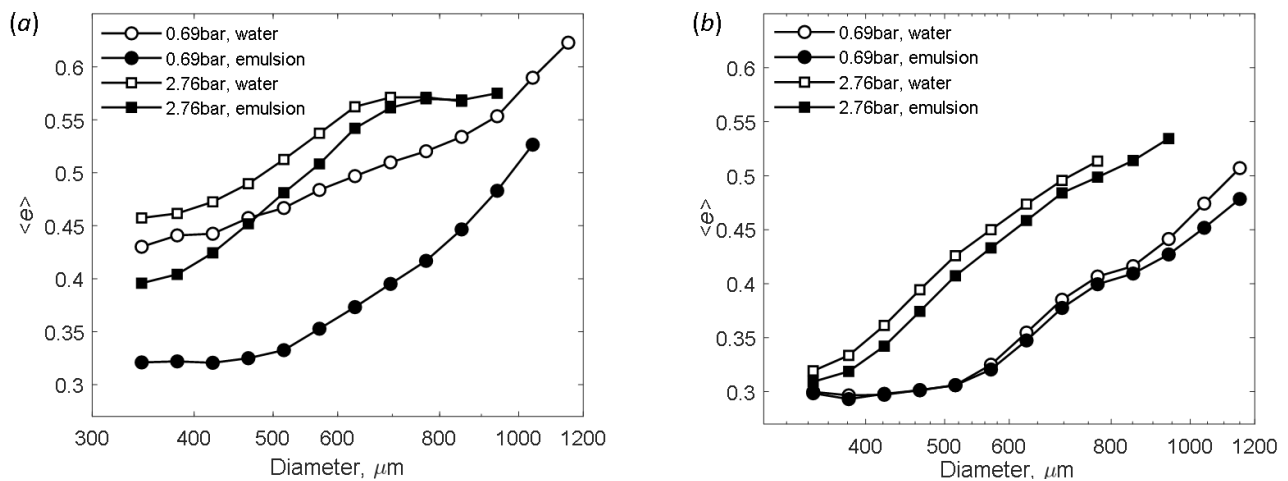 (a)
0.69bar, water
0.69bar, emulsion
2.76bar, water
2.76bar, emulsion
0.6
0.55
0.5
0.45
0.4
0.35
0.3
<e>
300 400 500 600 800 1000 1200
Diameter, μm
(b)
0.69bar, water
0.69bar, emulsion
2.76bar, water
2.76bar, emulsion
0.6
0.55
0.5
0.45
0.4
0.35
0.3
<e>
400 500 600 800 1000 1200
Diameter, μm